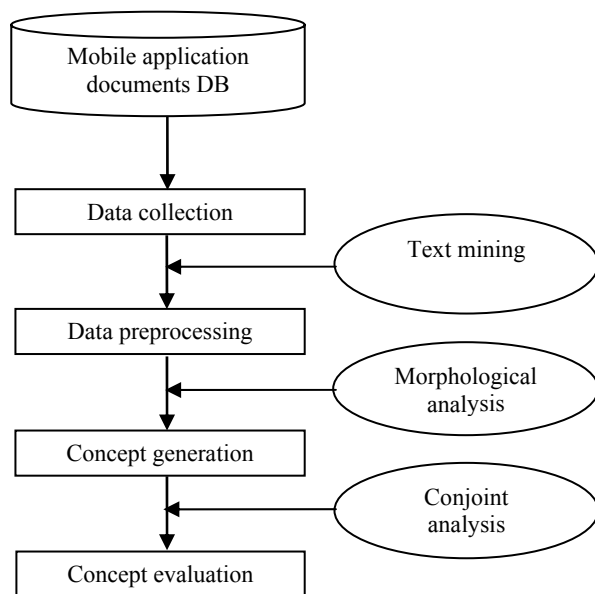 Mobile application
documents DB
Data collection
Text mining
Data preprocessing
Morphological
analysis
Concept generation
Conjoint
analysis
Concept evaluation